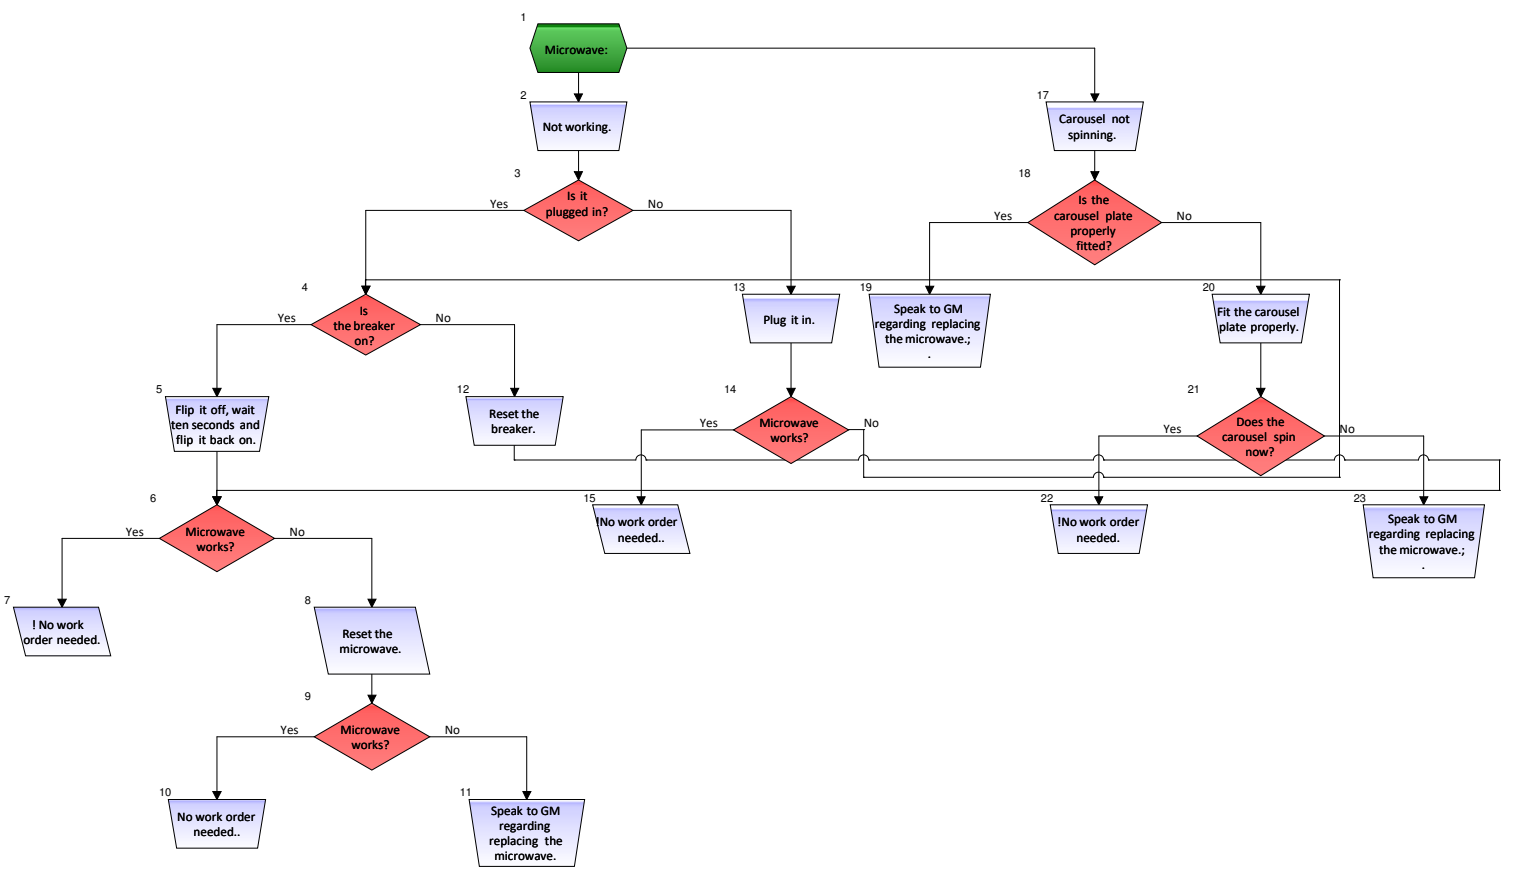 1
Microwave:
2
Not working.
17
Carousel not
spinning.
3
Is it
plugged in?
Yes
No
18
Is the
carousel plate
properly
fitted?
Yes
No
4
Is
the breaker
on?
Yes
No
13
Plug it in.
19
Speak to GM
regarding replacing
the microwave.;
.
20
Fit the carousel
plate properly.
5
Flip it off, wait
ten seconds and
flip it back on.
12
Reset the
breaker.
14
Microwave
works?
Yes
No
21
Does the
carousel spin
now?
Yes
No
6
Microwave
works?
Yes
No
15
!No work order
needed..
22
!No work order
needed.
23
Speak to GM
regarding replacing
the microwave.;
.
7
! No work
order needed.
8
Reset the
microwave.
9
Microwave
works?
Yes
No
10
No work order
needed..
11
Speak to GM
regarding
replacing the
microwave.